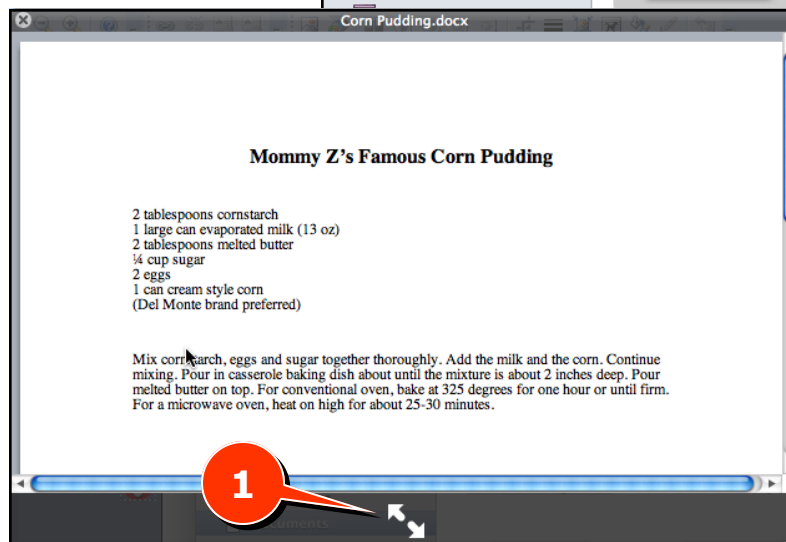 Corn Pudding.docx
Mommy Z's Famous Corn Pudding
2 tablespoons cornstarch
1 large can evaporated milk (13 oz)
2 tablespoons melted butter
¼ cup sugar
2 eggs
1 can cream style corn
(Del Monte brand preferred)
Mix cornstarch, eggs and sugar together thoroughly. Add the milk and the corn. Continue
mixing. Pour in casserole baking dish about until the mixture is about 2 inches deep. Pour
melted butter on top. For conventional oven, bake at 325 degrees for one hour or until firm.
For a microwave oven, heat on high for about 25-30 minutes.
1
Documents